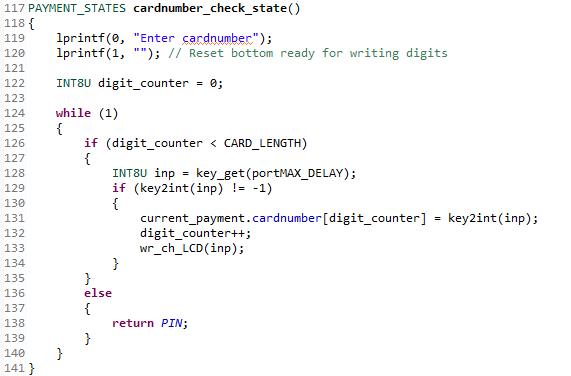 117 PAYMENT_STATES cardnumber_check_state()
118 {
119     lprintf(0, "Enter cardnumber");
120     lprintf(1, ""); // Reset bottom ready for writing digits
121
122     INT8U digit_counter = 0;
123
124     while (1)
125     {
126         if (digit_counter < CARD_LENGTH)
127         {
128             INT8U inp = key_get(portMAX_DELAY);
129             if (key2int(inp) != -1)
130             {
131                 current_payment.cardnumber[digit_counter] = key2int(inp);
132                 digit_counter++;
133                 wr_ch_LCD(inp);
134             }
135         }
136         else
137         {
138             return PIN;
139         }
140     }
141 }